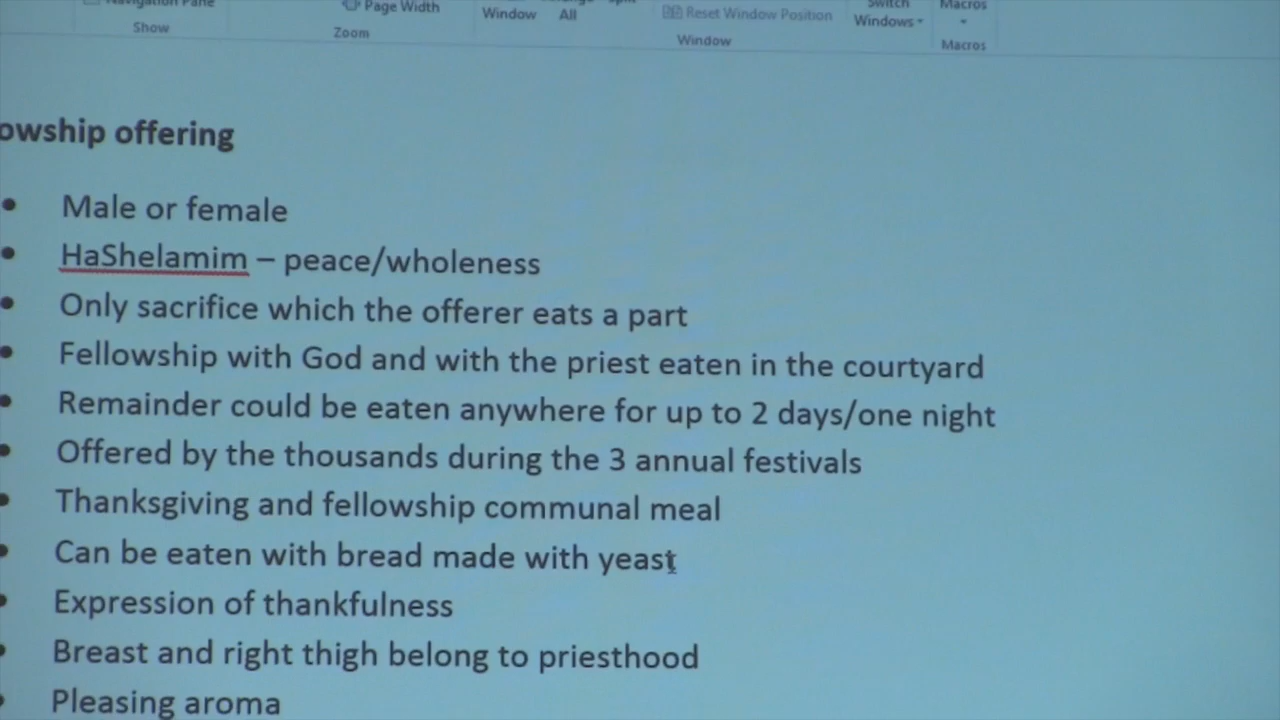 Navigation Pane
Page Width
Window
All
Reset Window Position
Switch
Windows
Macros
Show
Zoom
Window
Macros
owship offering
• Male or female
• HaShelamim – peace/wholeness
• Only sacrifice which the offerer eats a part
• Fellowship with God and with the priest eaten in the courtyard
• Remainder could be eaten anywhere for up to 2 days/one night
• Offered by the thousands during the 3 annual festivals
• Thanksgiving and fellowship communal meal
• Can be eaten with bread made with yeast
• Expression of thankfulness
• Breast and right thigh belong to priesthood
• Pleasing aroma